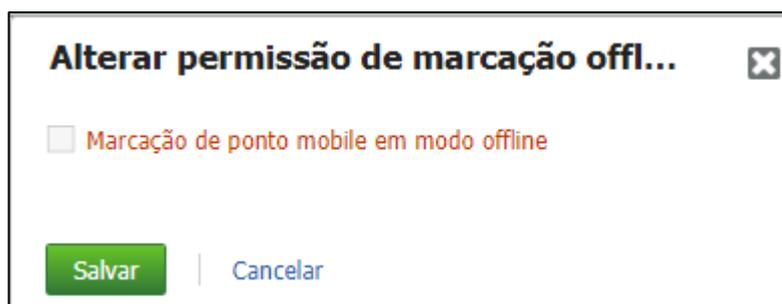 Alterar permissão de marcação offl...
Marcação de ponto mobile em modo offline
Salvar Cancelar